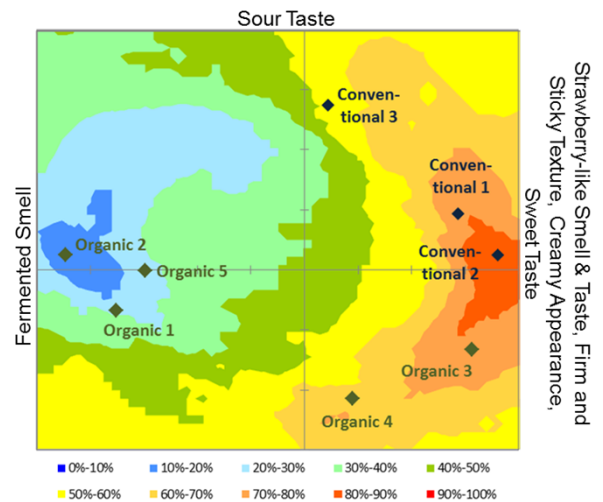 Sour Taste
Conven-
tional 3
Conven-
tional 1
Conven-
tional 2
Organic 2
Organic 5
Organic 1
Organic 3
Organic 4
Fermented Smell
Sweet Taste
Sticky Texture, Creamy Appearance,
Strawberry-like Smell & Taste, Firm and
0%-10% 10%-20% 20%-30% 30%-40% 40%-50%
50%-60% 60%-70% 70%-80% 80%-90% 90%-100%